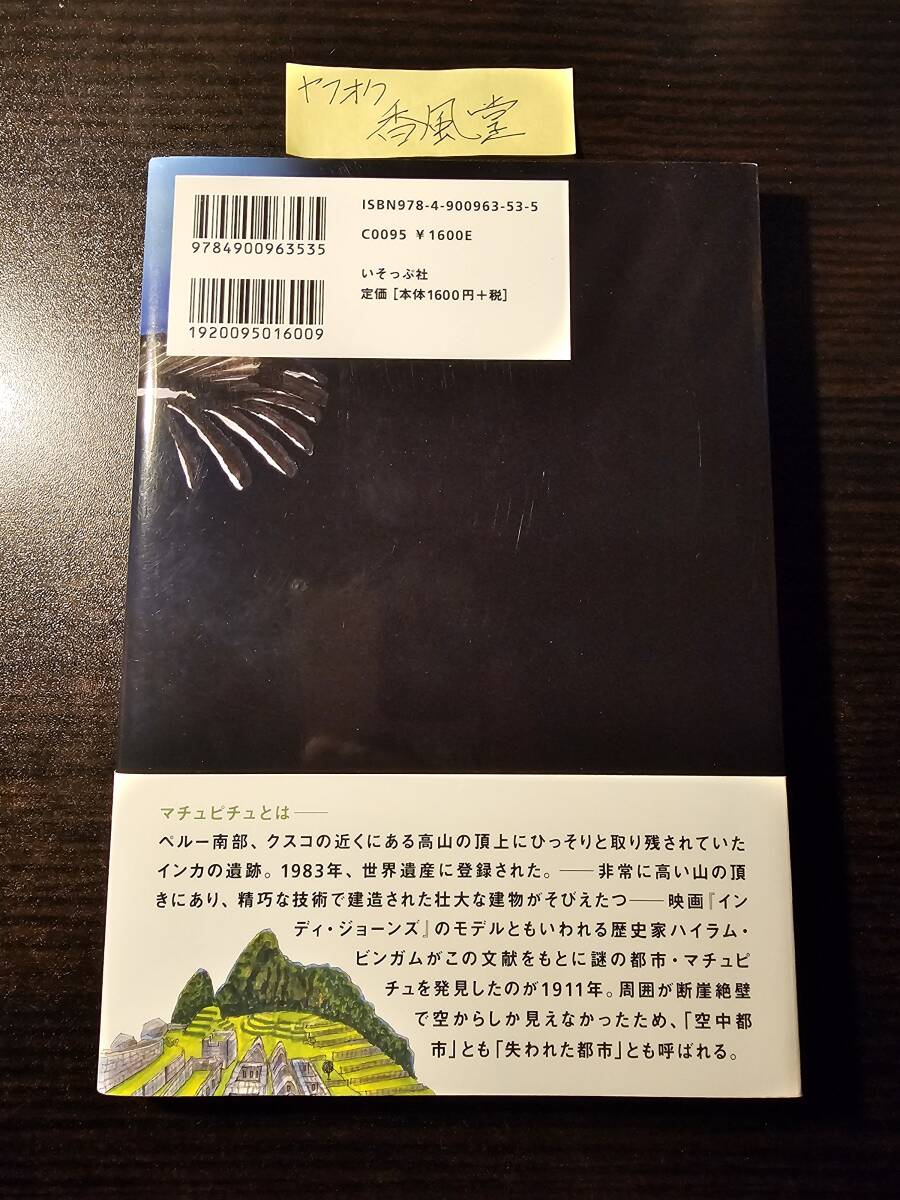 ヤフオク
香風堂
ISBN978-4-900963-53-5
C0095 ¥1600E
9784900963535
いそっぷ社
定価［本体1600円＋税］
1920095016009
マチュピチュとは――
ペルー南部、クスコの近くにある高山の頂上にひっそりと取り残されていた
インカの遺跡。1983年、世界遺産に登録された。――非常に高い山の頂
きにあり、精巧な技術で建造された壮大な建物がそびえたつ――映画『イン
ディ・ジョーンズ』のモデルともいわれる歴史家ハイラム・
ビンガムがこの文献をもとに謎の都市・マチュピ
チュを発見したのが1911年。周囲が断崖絶壁
で空からしか見えなかったため、「空中都
市」とも「失われた都市」とも呼ばれる。